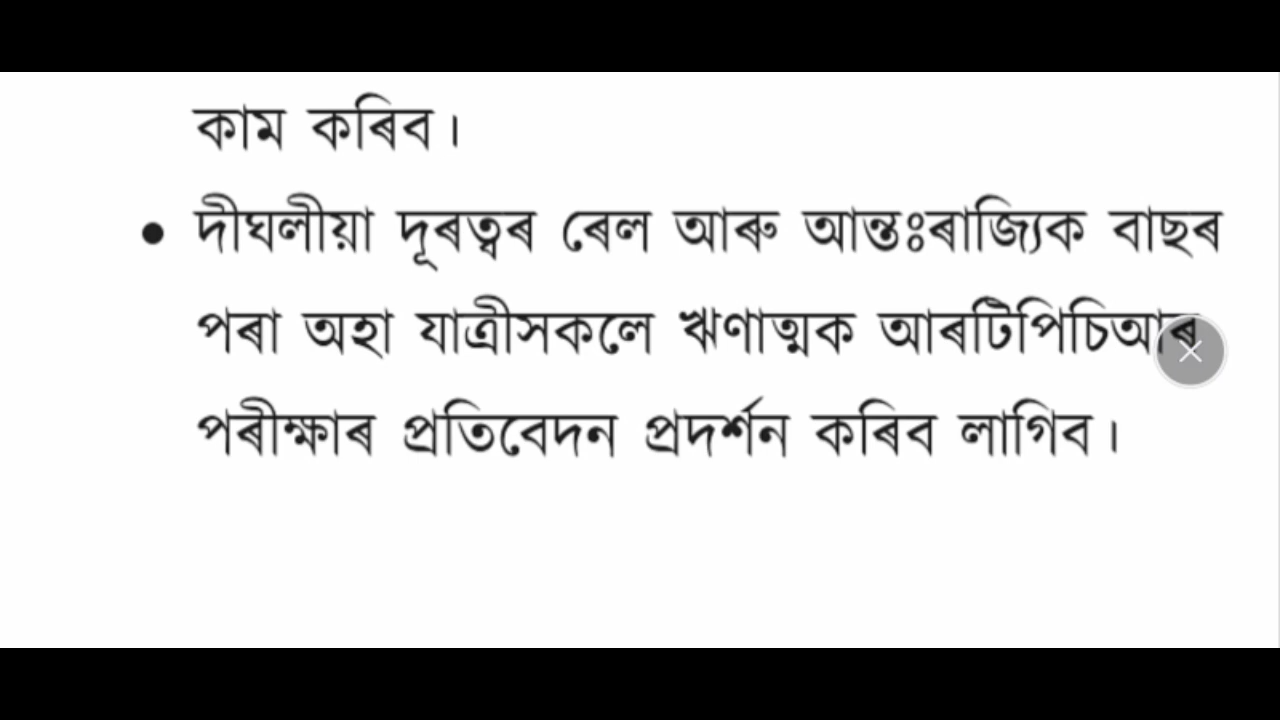 কাম কৰিব।
• দীঘলীয়া দূৰত্বৰ ৰেল আৰু আন্তঃৰাজ্যিক বাছৰ
পৰা অহা যাত্ৰীসকলে ঋণাত্মক আৰটিপিচিআৰ
পৰীক্ষাৰ প্ৰতিবেদন প্ৰদৰ্শন কৰিব লাগিব।